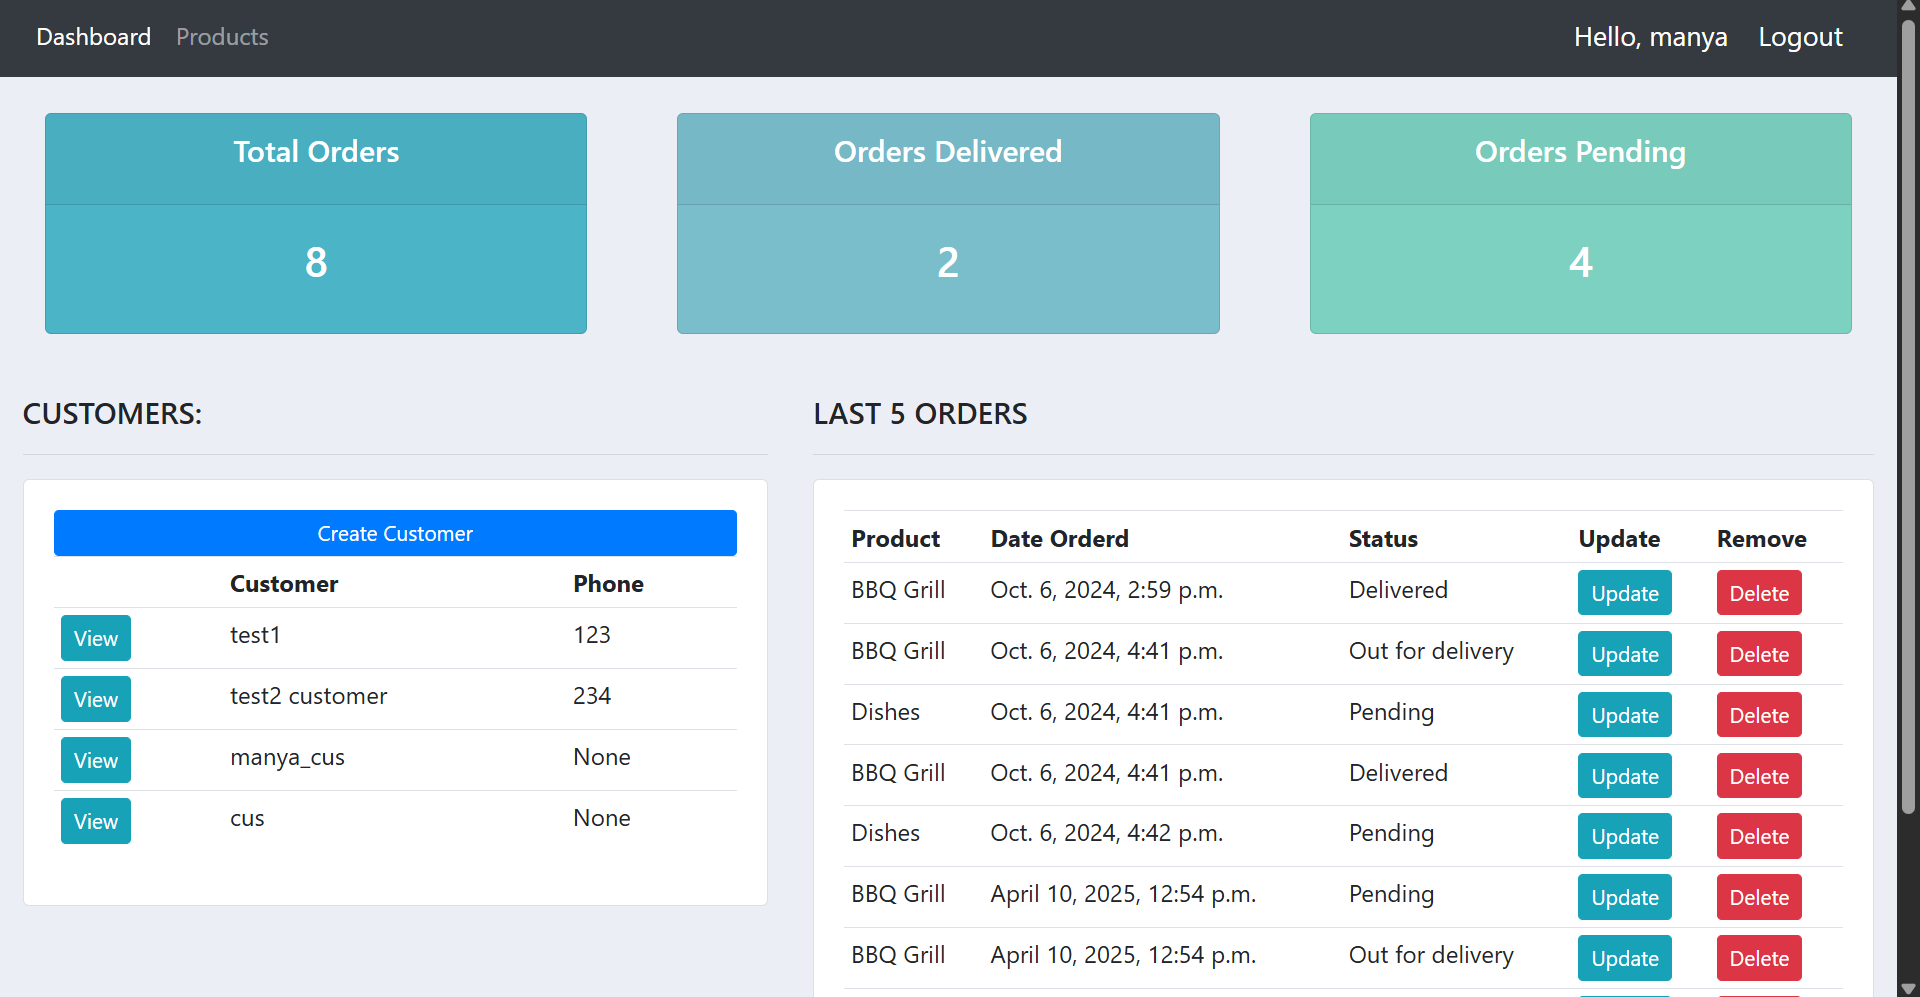 Dashboard Products Hello, manya Logout
Total Orders
8
Orders Delivered
2
Orders Pending
4
CUSTOMERS:
Create Customer
Customer Phone
View test1 123
View test2 customer 234
View manya_cus None
View cus None
LAST 5 ORDERS
Product Date Orderd Status Update Remove
BBQ Grill Oct. 6, 2024, 2:59 p.m. Delivered Update Delete
BBQ Grill Oct. 6, 2024, 4:41 p.m. Out for delivery Update Delete
Dishes Oct. 6, 2024, 4:41 p.m. Pending Update Delete
BBQ Grill Oct. 6, 2024, 4:41 p.m. Delivered Update Delete
Dishes Oct. 6, 2024, 4:42 p.m. Pending Update Delete
BBQ Grill April 10, 2025, 12:54 p.m. Pending Update Delete
BBQ Grill April 10, 2025, 12:54 p.m. Out for delivery Update Delete